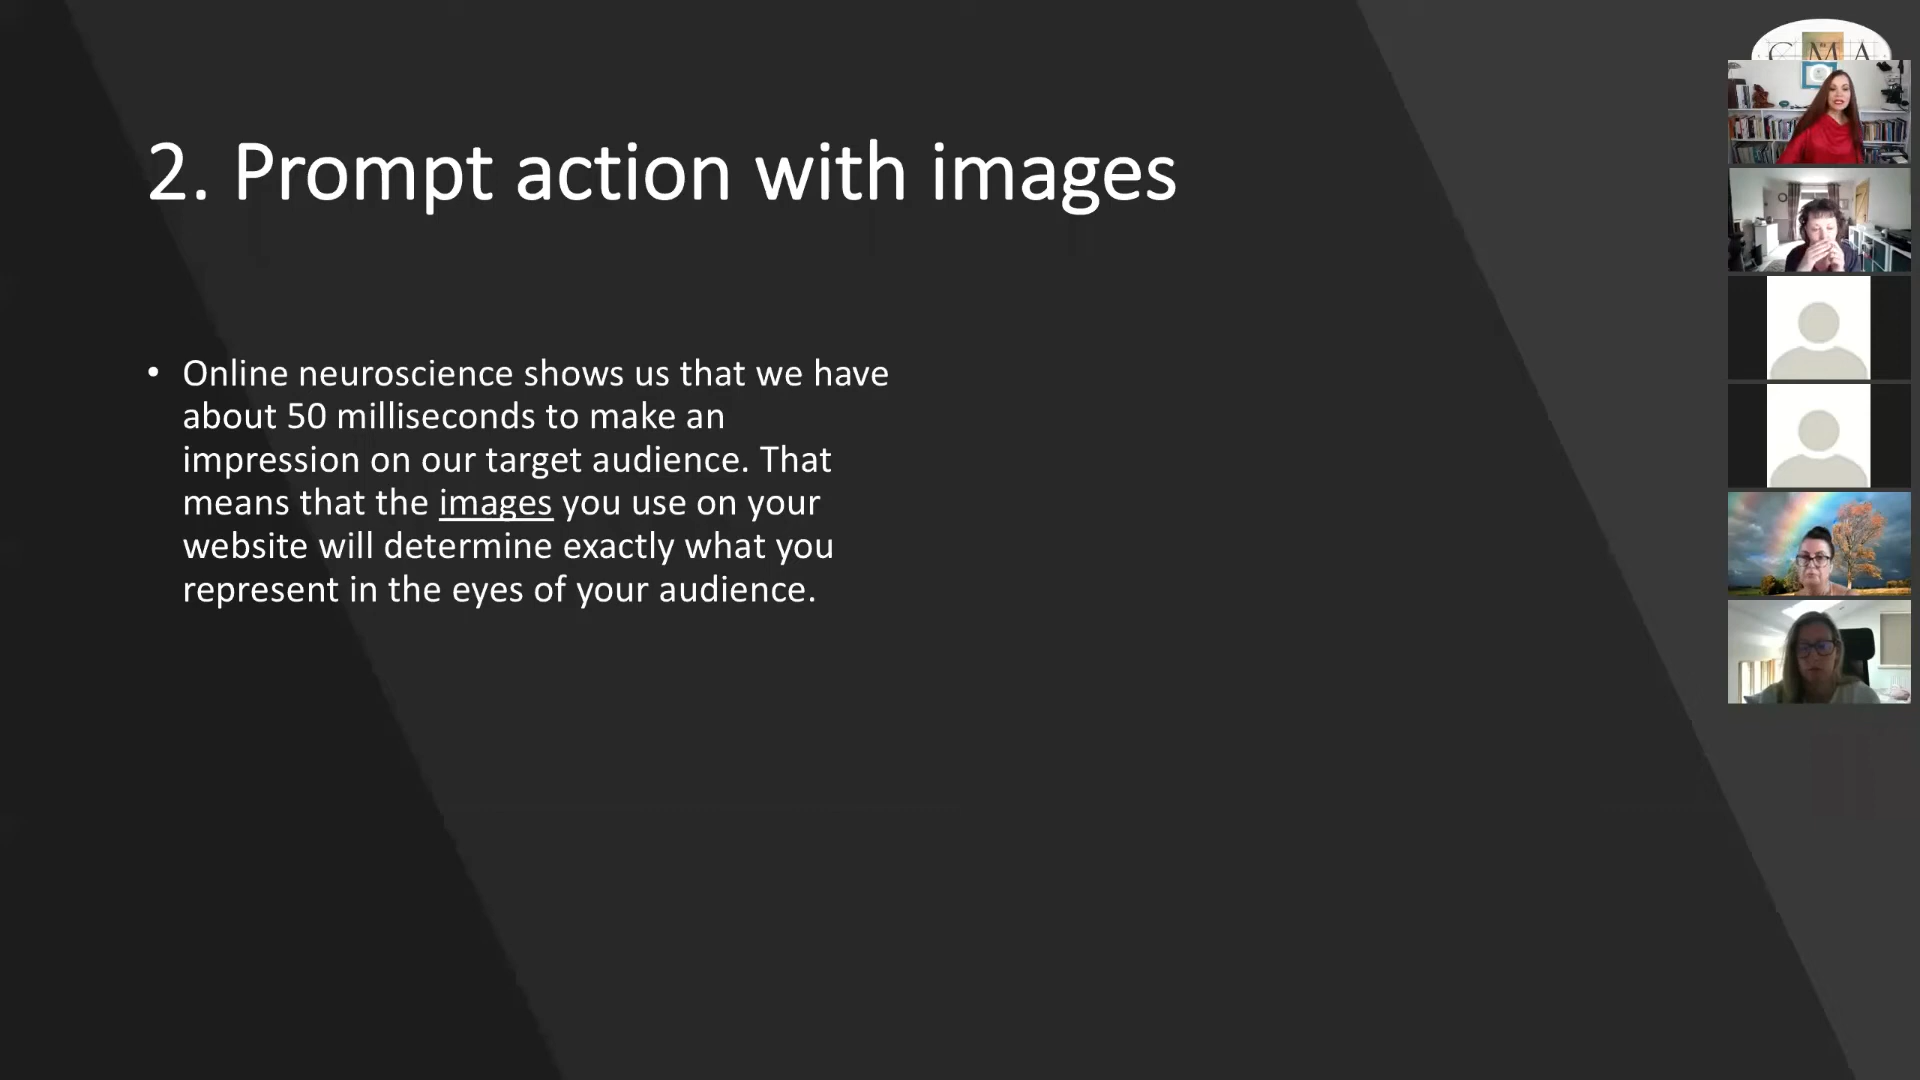 CMA
2. Prompt action with images
• Online neuroscience shows us that we have
about 50 milliseconds to make an
impression on our target audience. That
means that the images you use on your
website will determine exactly what you
represent in the eyes of your audience.